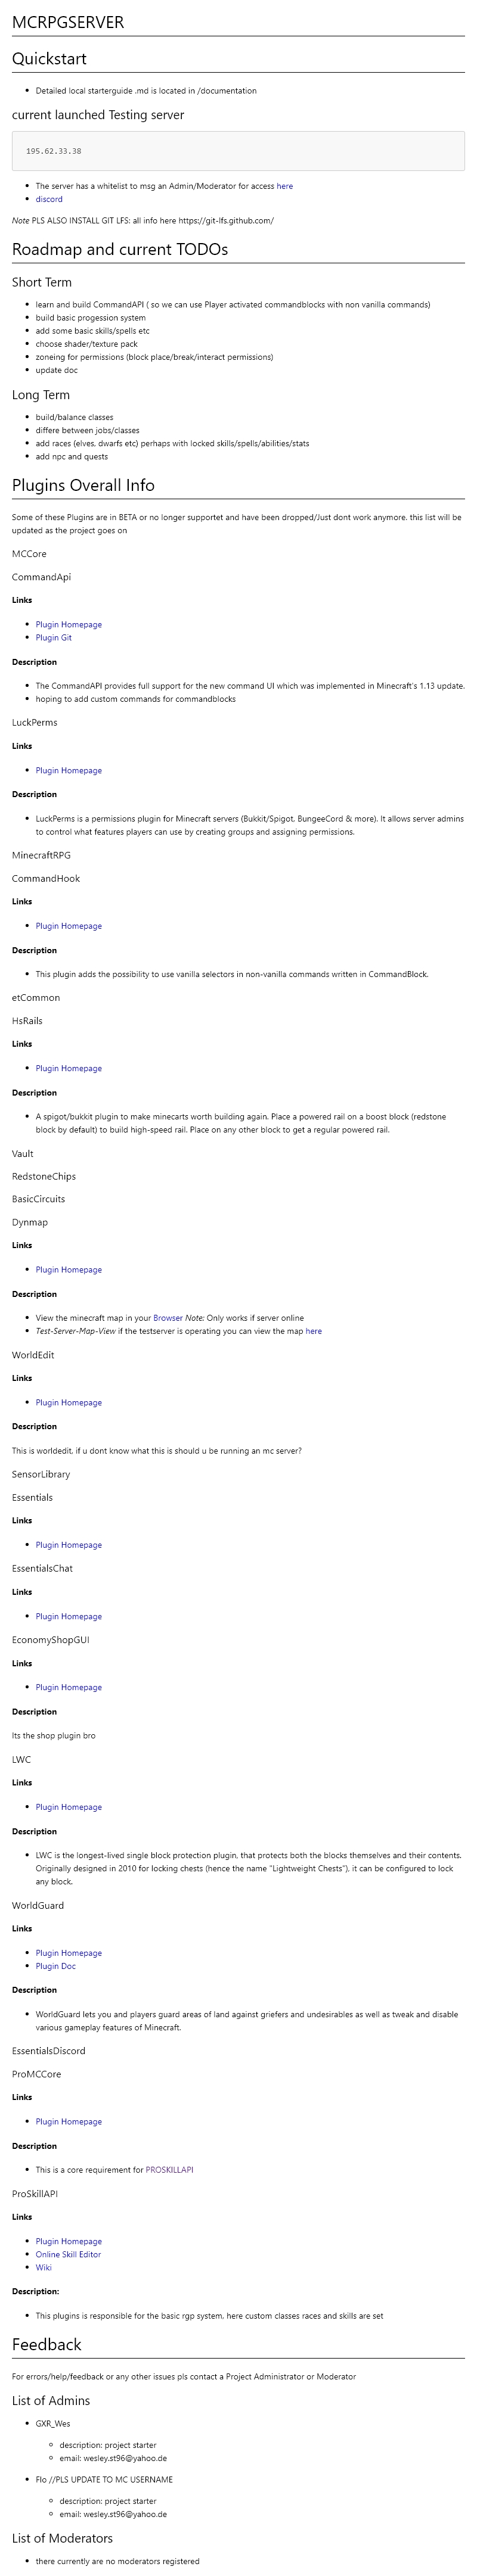 MCRPGSERVER
Quickstart
Detailed local starterguide .md is located in /documentation
current launched Testing server
195.62.33.38
The server has a whitelist to msg an Admin/Moderator for access here
discord
Note PLS ALSO INSTALL GIT LFS: all info here https://git-lfs.github.com/
Roadmap and current TODOs
Short Term
learn and build CommandAPI ( so we can use Player activated commandblocks with non vanilla commands)
build basic progession system
add some basic skills/spells etc
choose shader/texture pack
zoneing for permissions (block place/break/interact permissions)
update doc
Long Term
build/balance classes
differe between jobs/classes
add races (elves, dwarfs etc) perhaps with locked skills/spells/abilities/stats
add npc and quests
Plugins Overall Info
Some of these Plugins are in BETA or no longer supportet and have been dropped/Just dont work anymore. this list will be
updated as the project goes on
MCCore
CommandApi
Links
Plugin Homepage
Plugin Git
Description
The CommandAPI provides full support for the new command UI which was implemented in Minecraft's 1.13 update.
hoping to add custom commands for commandblocks
LuckPerms
Links
Plugin Homepage
Description
LuckPerms is a permissions plugin for Minecraft servers (Bukkit/Spigot, BungeeCord & more). It allows server admins
to control what features players can use by creating groups and assigning permissions.
MinecraftRPG
CommandHook
Links
Plugin Homepage
Description
This plugin adds the possibility to use vanilla selectors in non-vanilla commands written in CommandBlock.
etCommon
HsRails
Links
Plugin Homepage
Description
A spigot/bukkit plugin to make minecarts worth building again. Place a powered rail on a boost block (redstone
block by default) to build high-speed rail. Place on any other block to get a regular powered rail.
Vault
RedstoneChips
BasicCircuits
Dynmap
Links
Plugin Homepage
Description
View the minecraft map in your Browser Note: Only works if server online
Test-Server-Map-View if the testserver is operating you can view the map here
WorldEdit
Links
Plugin Homepage
Description
This is worldedit, if u dont know what this is should u be running an mc server?
SensorLibrary
Essentials
Links
Plugin Homepage
EssentialsChat
Links
Plugin Homepage
EconomyShopGUI
Links
Plugin Homepage
Description
Its the shop plugin bro
LWC
Links
Plugin Homepage
Description
LWC is the longest-lived single block protection plugin, that protects both the blocks themselves and their contents.
Originally designed in 2010 for locking chests (hence the name "Lightweight Chests"), it can be configured to lock
any block.
WorldGuard
Links
Plugin Homepage
Plugin Doc
Description
WorldGuard lets you and players guard areas of land against griefers and undesirables as well as tweak and disable
various gameplay features of Minecraft.
EssentialsDiscord
ProMCCore
Links
Plugin Homepage
Description
This is a core requirement for PROSKILLAPI
ProSkillAPI
Links
Plugin Homepage
Online Skill Editor
Wiki
Description:
This plugins is responsible for the basic rgp system, here custom classes races and skills are set
Feedback
For errors/help/feedback or any other issues pls contact a Project Administrator or Moderator
List of Admins
GXR_Wes
description: project starter
email: wesley.st96@yahoo.de
Flo //PLS UPDATE TO MC USERNAME
description: project starter
email: wesley.st96@yahoo.de
List of Moderators
there currently are no moderators registered